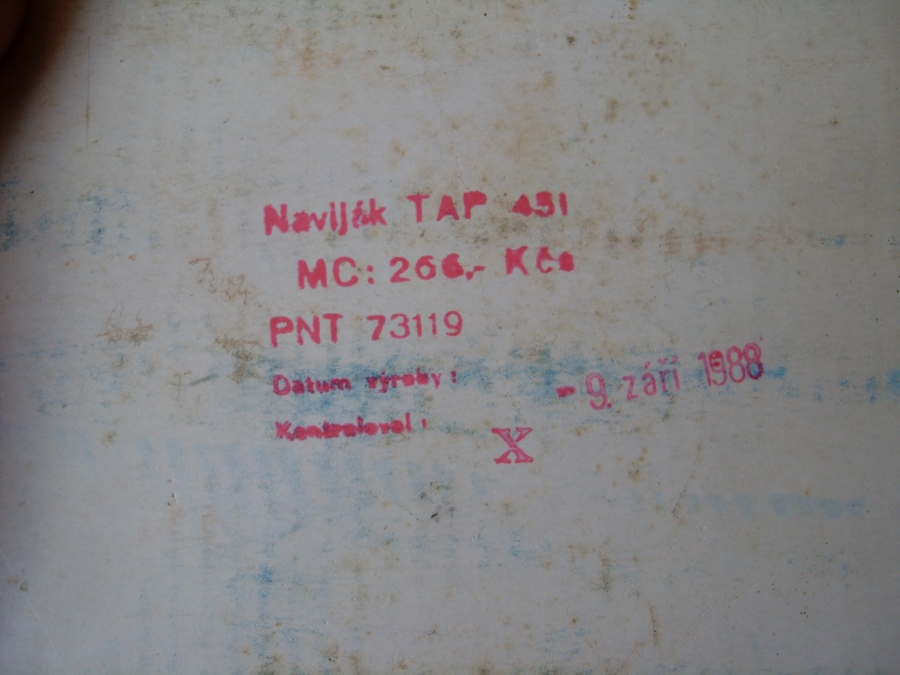 Naviják TAP 451
MC: 266,- Kčs
PNT 73119
Datum výroby: - 9. září 1988
Kontroloval: X